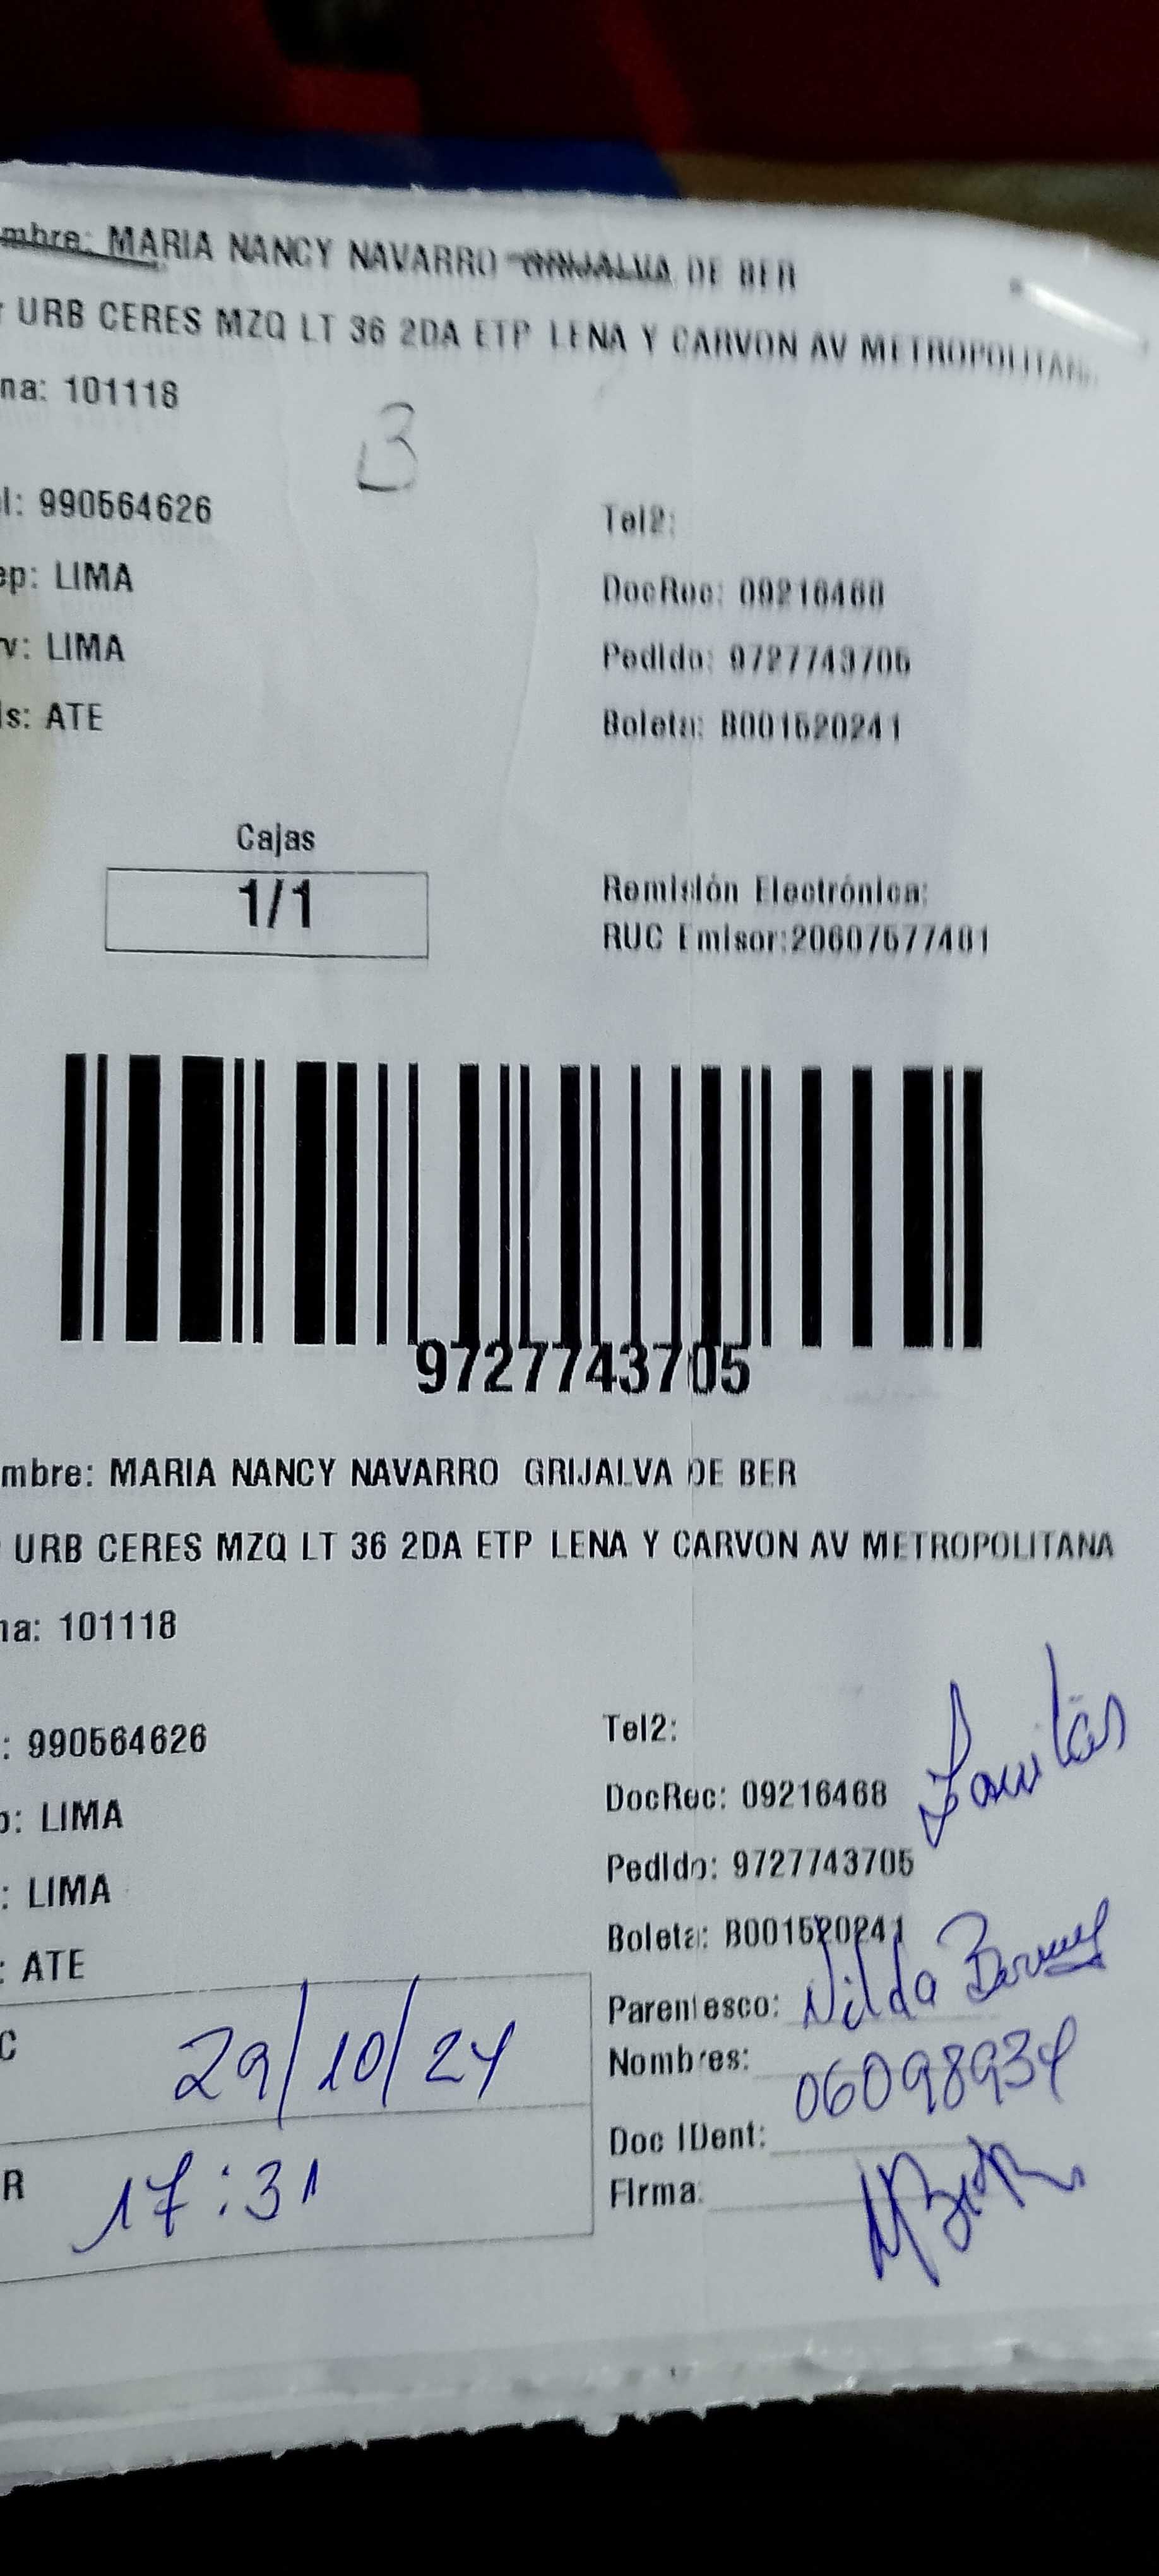 mbre: MARIA NANCY NAVARRO GRIJALVA DE BER
URB CERES MZQ LT 36 2DA ETP LENA Y CARVON AV METROPOLITANA
na: 101118
B
l: 990564626
Tel2:
ep: LIMA
DocRec: 09216468
v: LIMA
Pedido: 9727743705
is: ATE
Boleta: B001520241
Cajas
1/1
Remisión Electrónica:
RUC Emisor:20607577481
9727743705
mbre: MARIA NANCY NAVARRO GRIJALVA DE BER
URB CERES MZQ LT 36 2DA ETP LENA Y CARVON AV METROPOLITANA
na: 101118
: 990564626
Tel2:
o: LIMA
DocRec: 09216468
: LIMA
Pedido: 9727743705
: ATE
Boleta: B001520241
C 29/10/24
Parentesco: Nilda
Nombres:
06098934
R 17:31
Doc IDent:
Firma: